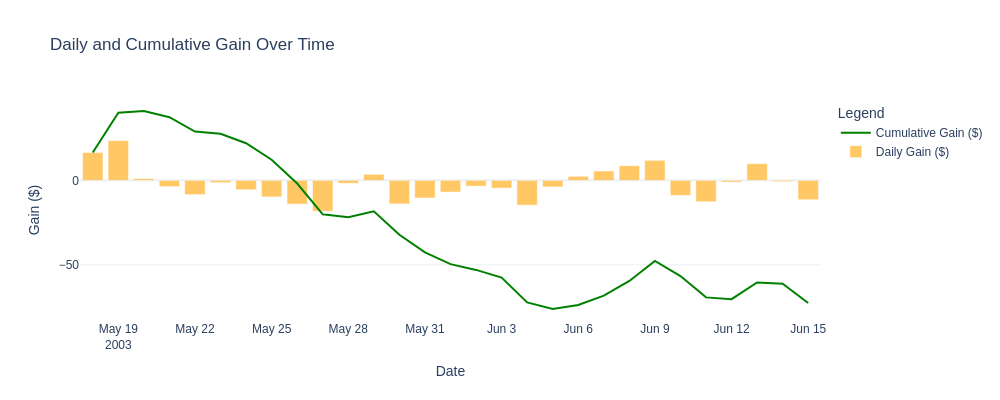 Daily and Cumulative Gain Over Time
Legend
Cumulative Gain ($)
Daily Gain ($)
Gain ($)
0
−50
May 19
2003
May 22
May 25
May 28
May 31
Jun 3
Jun 6
Jun 9
Jun 12
Jun 15
Date